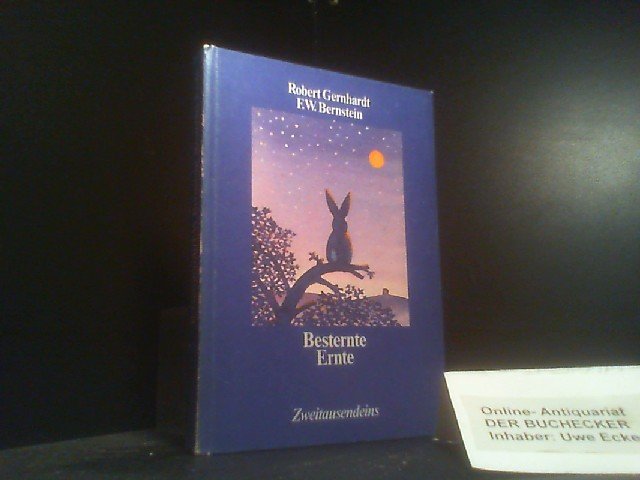 Robert Gernhardt
F.W. Bernstein
Besternte
Ernte
Zweitausendeins
Online- Antiquariat
DER BUCHECKER
Inhaber: Uwe Ecke